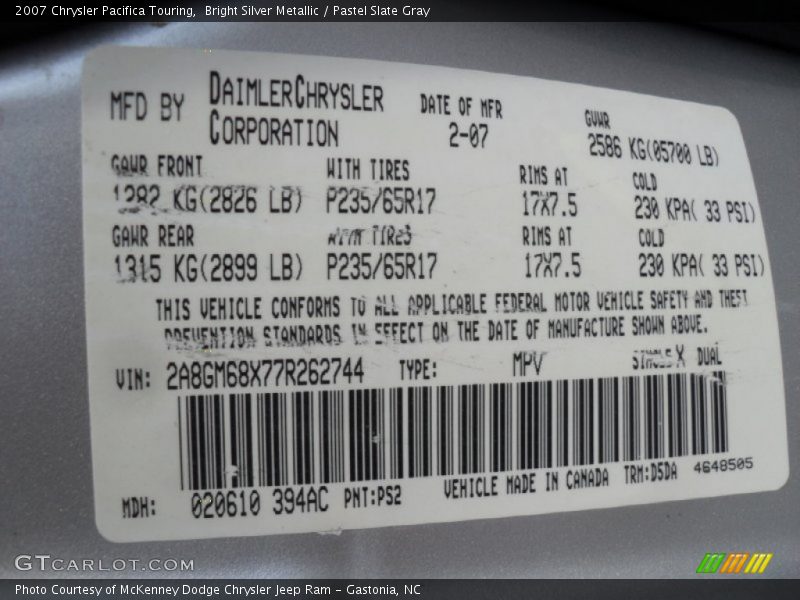 2007 Chrysler Pacifica Touring, Bright Silver Metallic / Pastel Slate Gray
MFD BY DAIMLERCHRYSLER CORPORATION DATE OF MFR 2-07 GVWR 2586 KG(05700 LB)
GAWR FRONT WITH TIRES RIMS AT COLD
1282 KG(2826 LB) P235/65R17 17X7.5 230 KPA( 33 PSI)
GAWR REAR WITH TIRES RIMS AT COLD
1315 KG(2899 LB) P235/65R17 17X7.5 230 KPA( 33 PSI)
THIS VEHICLE CONFORMS TO ALL APPLICABLE FEDERAL MOTOR VEHICLE SAFETY AND THEFT
PREVENTION STANDARDS IN EFFECT ON THE DATE OF MANUFACTURE SHOWN ABOVE.
VIN: 2A8GM68X77R262744 TYPE: MPV SINGLE X DUAL
MDH: 020610 394AC PNT:PS2 VEHICLE MADE IN CANADA TRM:D5DA 4648505
GTCARLOT.COM
Photo Courtesy of McKenney Dodge Chrysler Jeep Ram – Gastonia, NC